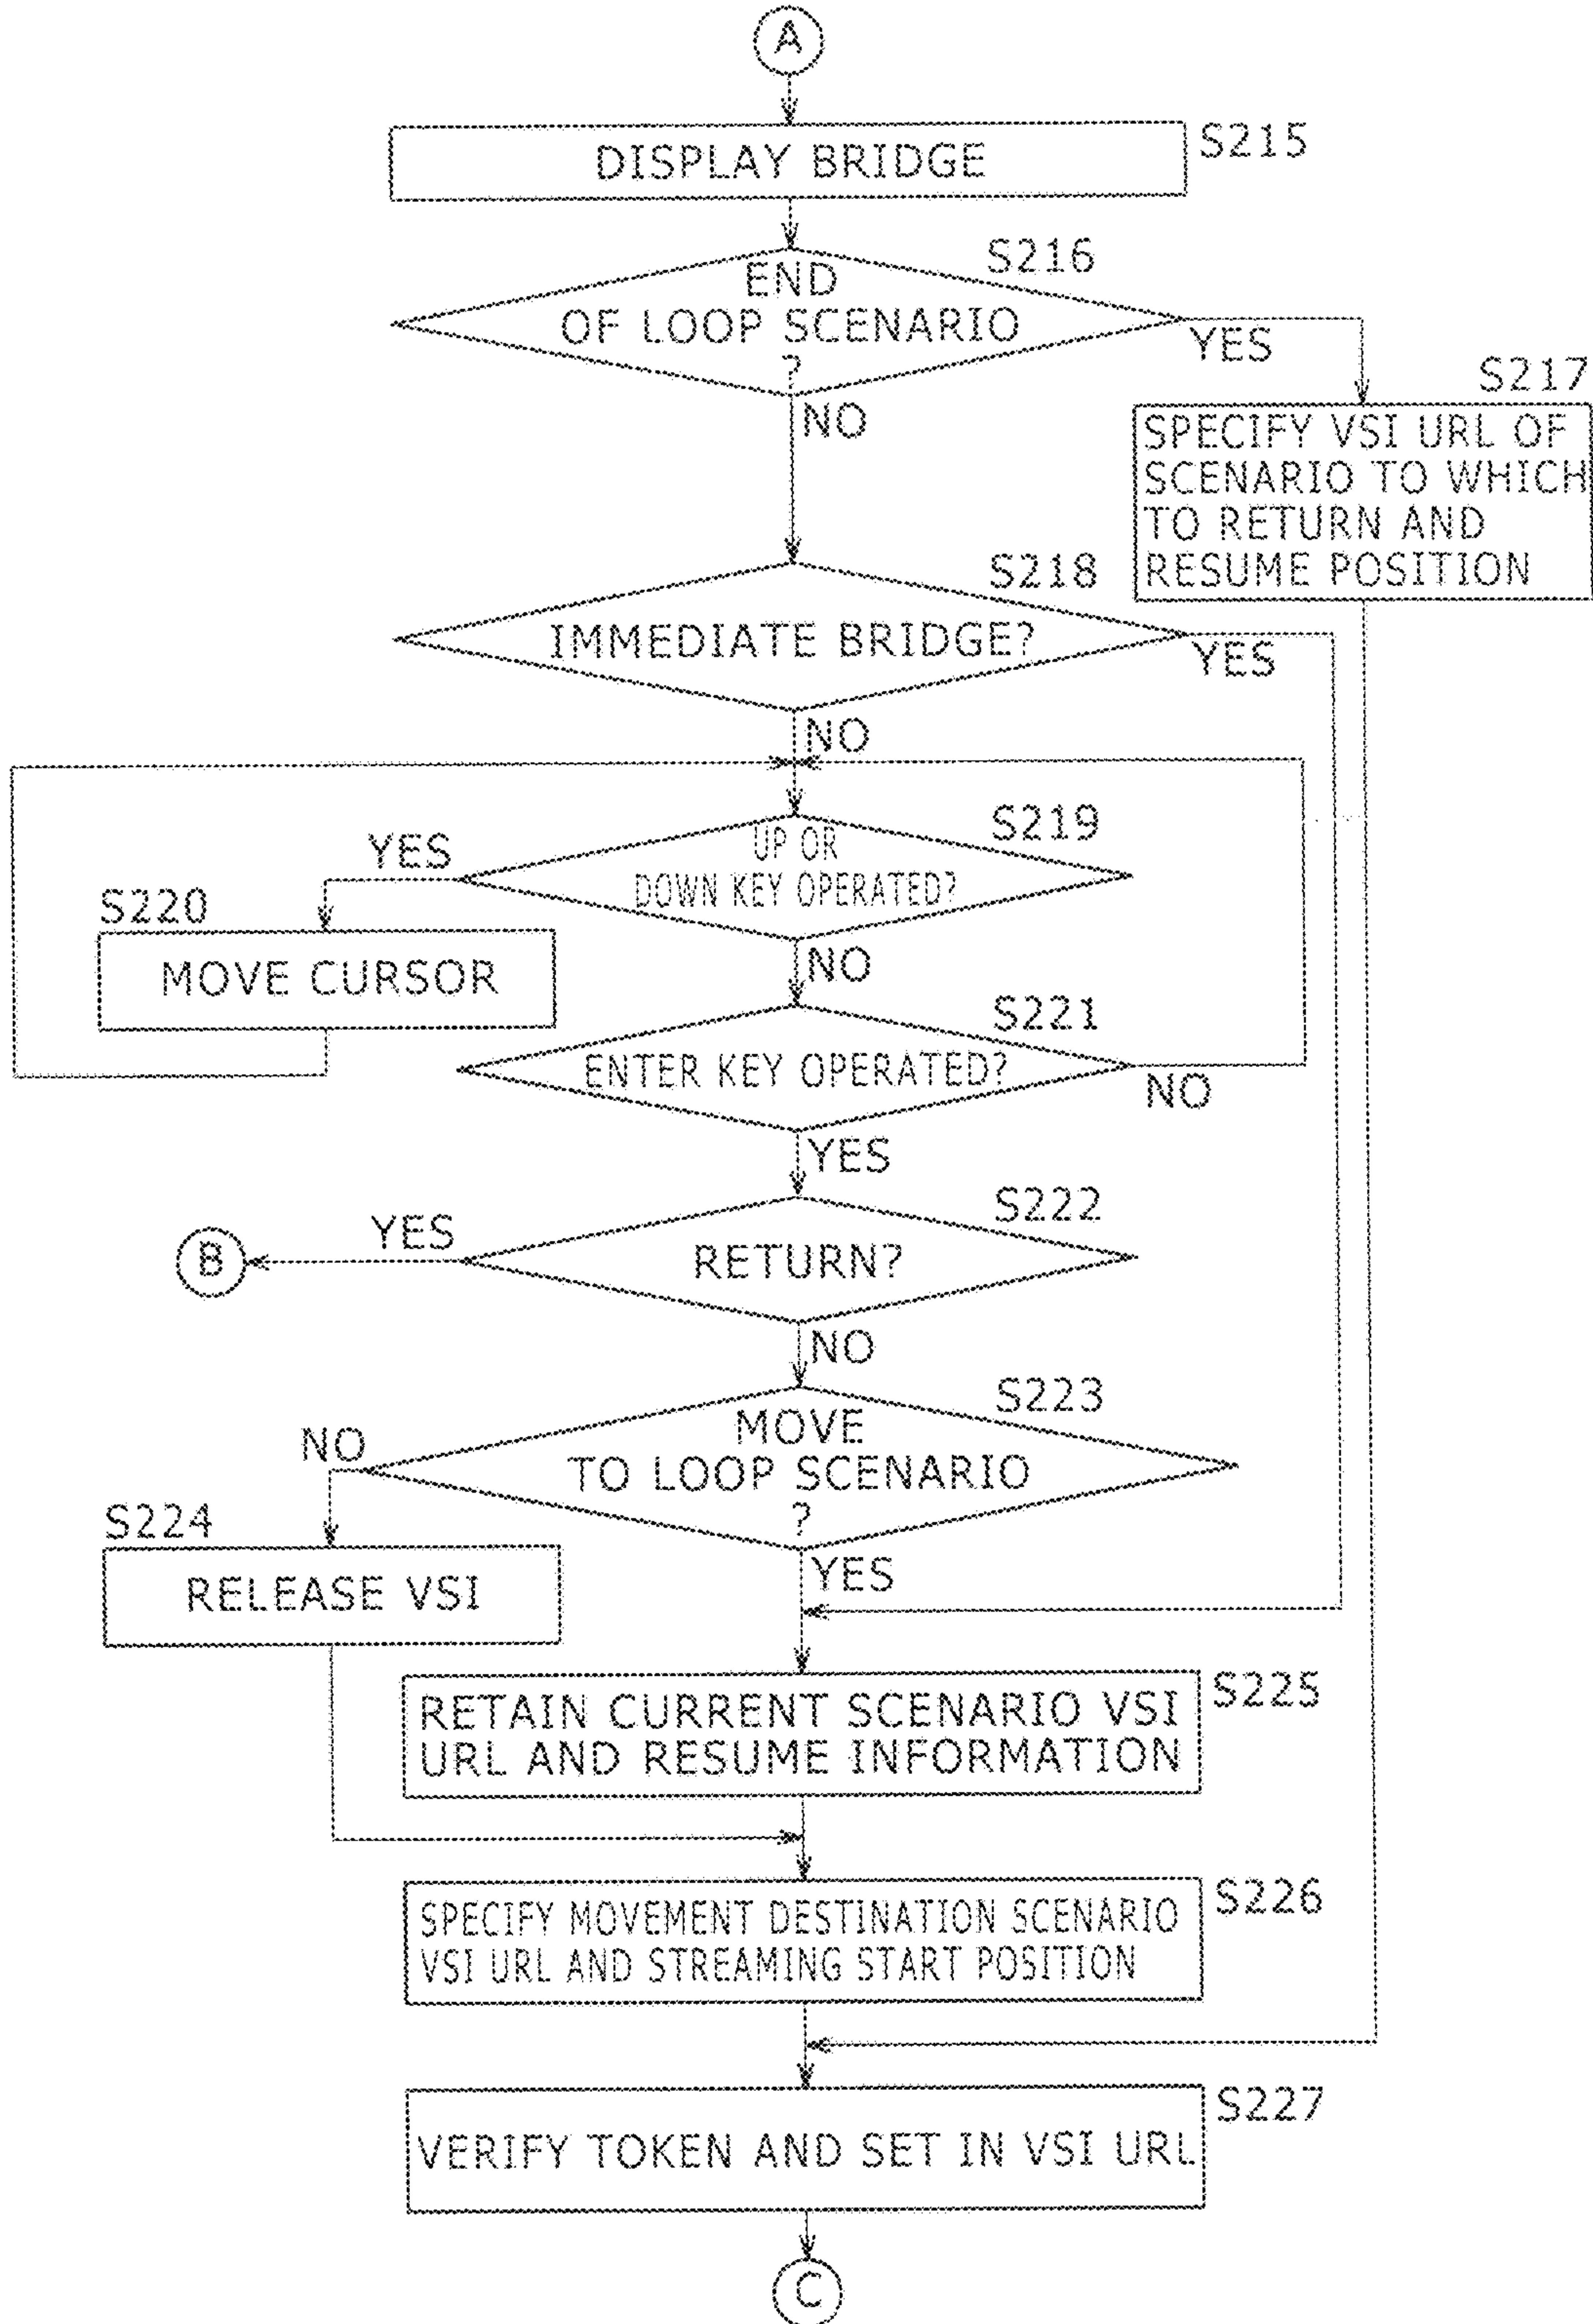 A
DISPLAY BRIDGE
S215
S216
END
OF LOOP SCENARIO
?
YES
NO
S217
SPECIFY VSI URL OF
SCENARIO TO WHICH
TO RETURN AND
RESUME POSITION
S218
IMMEDIATE BRIDGE?
YES
NO
S219
UP OR
DOWN KEY OPERATED?
YES
S220
MOVE CURSOR
NO
S221
ENTER KEY OPERATED?
NO
YES
S222
RETURN?
YES
B
NO
S223
MOVE
TO LOOP SCENARIO
?
NO
S224
RELEASE VSI
YES
RETAIN CURRENT SCENARIO VSI
URL AND RESUME INFORMATION
S225
SPECIFY MOVEMENT DESTINATION SCENARIO
VSI URL AND STREAMING START POSITION
S226
VERIFY TOKEN AND SET IN VSI URL
S227
C